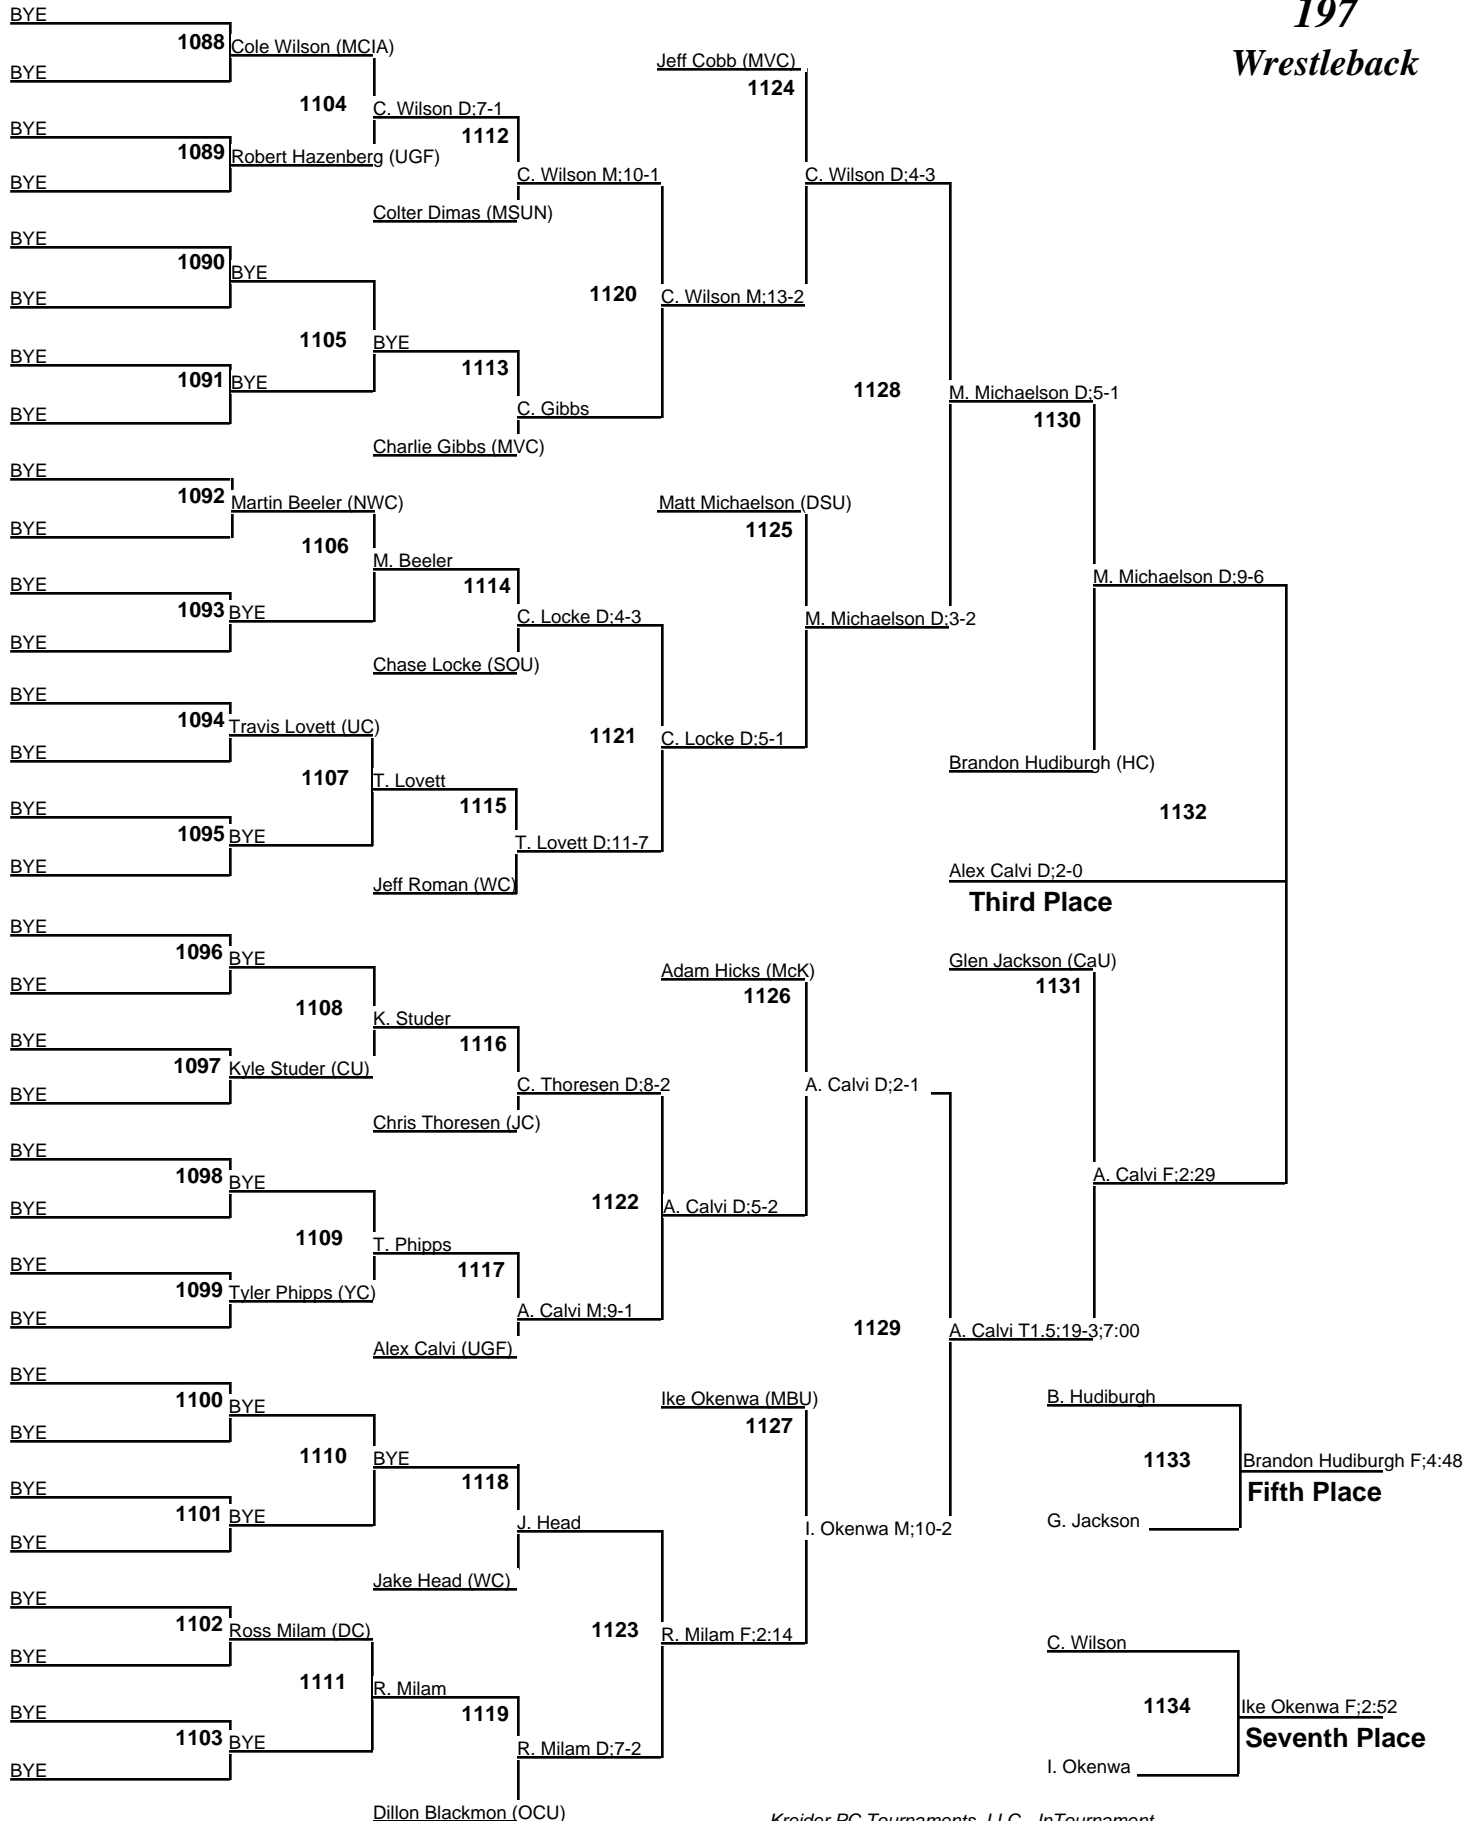 197
Wrestleback
BYE
1088 Cole Wilson (MCIA)
BYE
1104 C. Wilson D;7-1
BYE
1089 Robert Hazenberg (UGF)
BYE
1112 C. Wilson M;10-1
Colter Dimas (MSUN)
BYE
1090 BYE
BYE
1105 BYE
BYE
1091 BYE
BYE
1113 C. Gibbs
Charlie Gibbs (MVC)
1120 C. Wilson M;13-2
BYE
1092 Martin Beeler (NWC)
BYE
1106 M. Beeler
BYE
1093 BYE
BYE
1114 C. Locke D;4-3
Chase Locke (SOU)
BYE
1094 Travis Lovett (UC)
BYE
1107 T. Lovett
BYE
1095 BYE
BYE
1115 T. Lovett D;11-7
Jeff Roman (WC)
1121 C. Locke D;5-1
BYE
1096 BYE
BYE
1108 K. Studer
BYE
1097 Kyle Studer (CU)
BYE
1116 C. Thoresen D;8-2
Chris Thoresen (JC)
BYE
1098 BYE
BYE
1109 T. Phipps
BYE
1099 Tyler Phipps (YC)
BYE
1117 A. Calvi M;9-1
Alex Calvi (UGF)
1122 A. Calvi D;5-2
BYE
1100 BYE
BYE
1110 BYE
BYE
1101 BYE
BYE
1118 J. Head
Jake Head (WC)
BYE
1102 Ross Milam (DC)
BYE
1111 R. Milam
BYE
1103 BYE
BYE
1119 R. Milam D;7-2
Dillon Blackmon (OCU)
1123 R. Milam F;2:14
Jeff Cobb (MVC)
1124 C. Wilson D;4-3
Matt Michaelson (DSU)
1125 M. Michaelson D;3-2
1128 M. Michaelson D;5-1
Adam Hicks (McK)
1126 A. Calvi D;2-1
Ike Okenwa (MBU)
1127 I. Okenwa M;10-2
1129 A. Calvi T1.5;19-3;7:00
1130 M. Michaelson D;9-6
Brandon Hudiburgh (HC)
1132
Alex Calvi D;2-0
Third Place
Glen Jackson (CaU)
1131 A. Calvi F;2:29
B. Hudiburgh
1133 Brandon Hudiburgh F;4:48
Fifth Place
G. Jackson
C. Wilson
1134 Ike Okenwa F;2:52
Seventh Place
I. Okenwa
Kreider PC Tournaments, LLC - InTournament